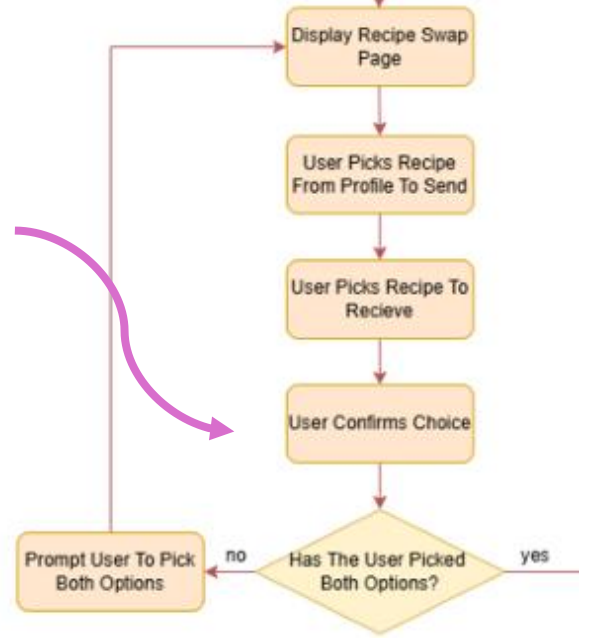 Display Recipe Swap
Page
User Picks Recipe
From Profile To Send
User Picks Recipe To
Recieve
User Confirms Choice
Has The User Picked
Both Options?
no
yes
Prompt User To Pick
Both Options